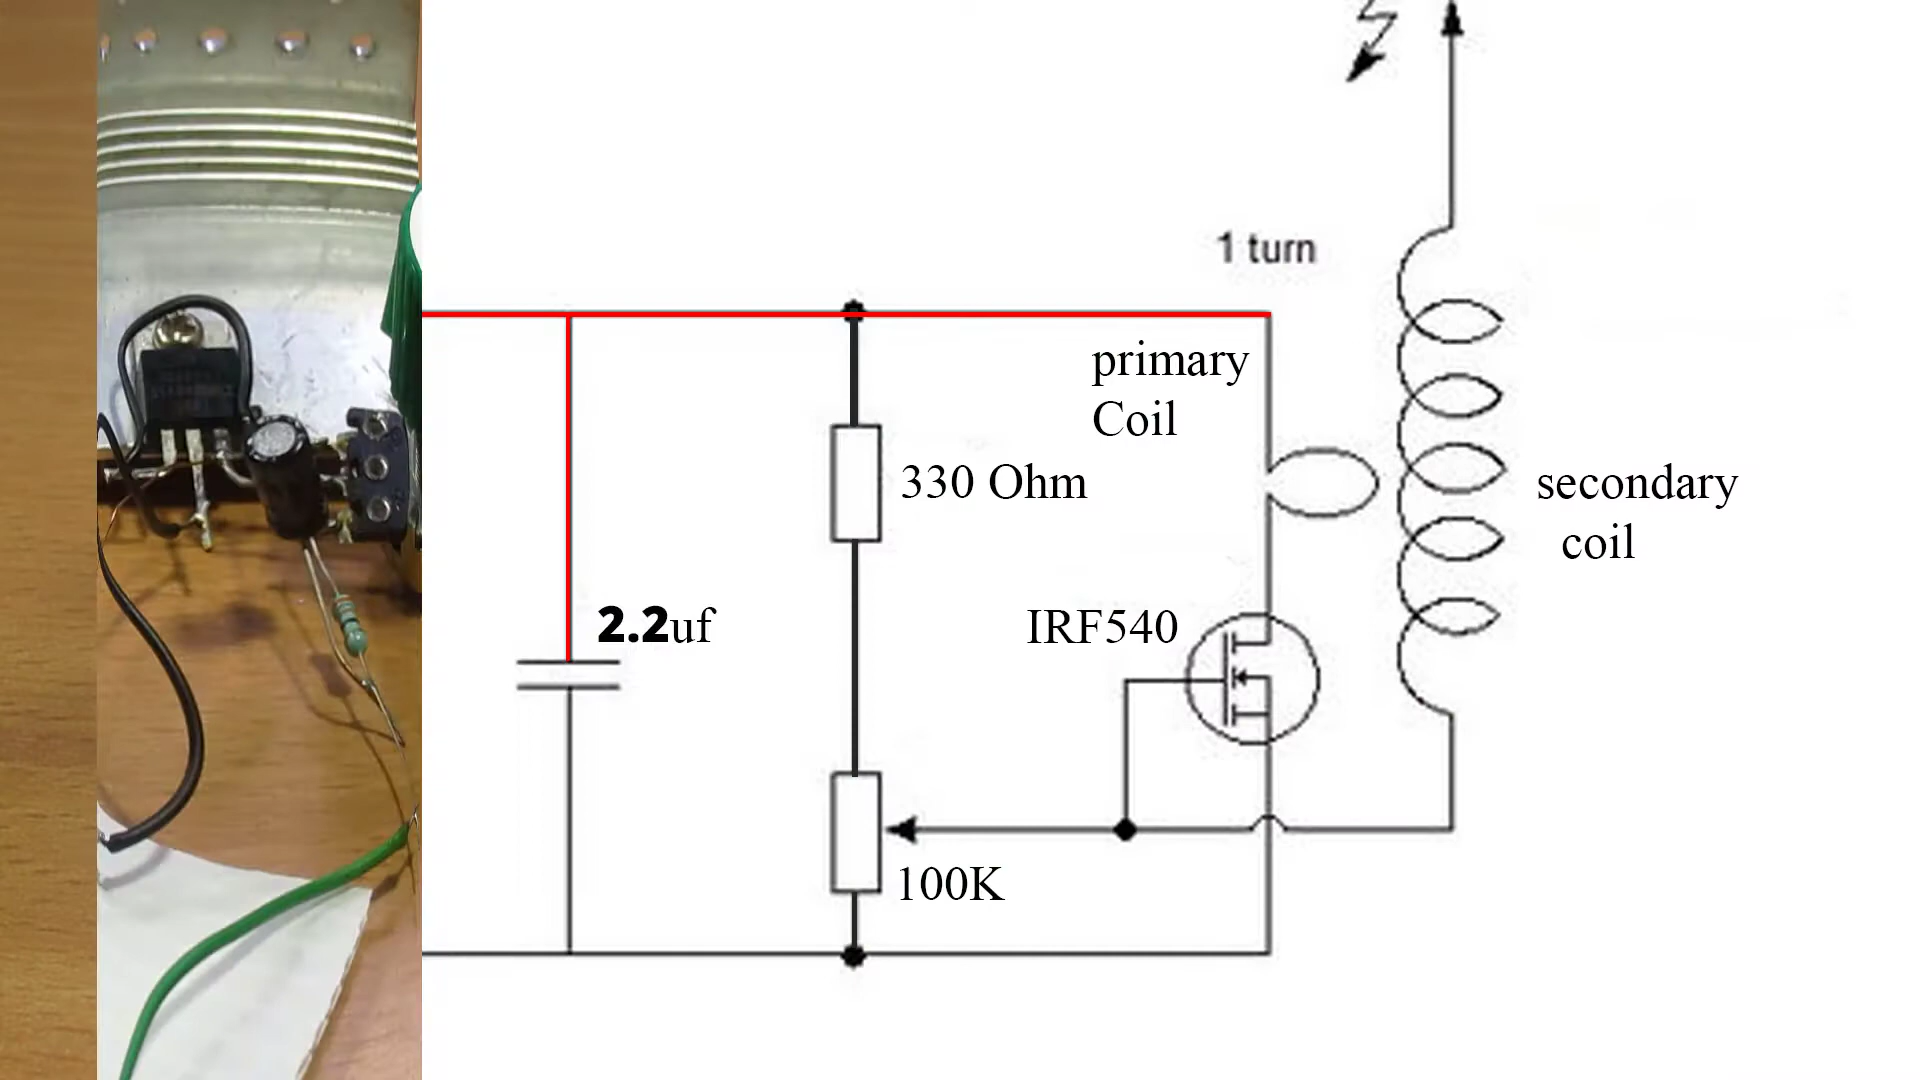 1 turn
primary
Coil
330 Ohm
secondary
coil
2.2uf
IRF540
100K